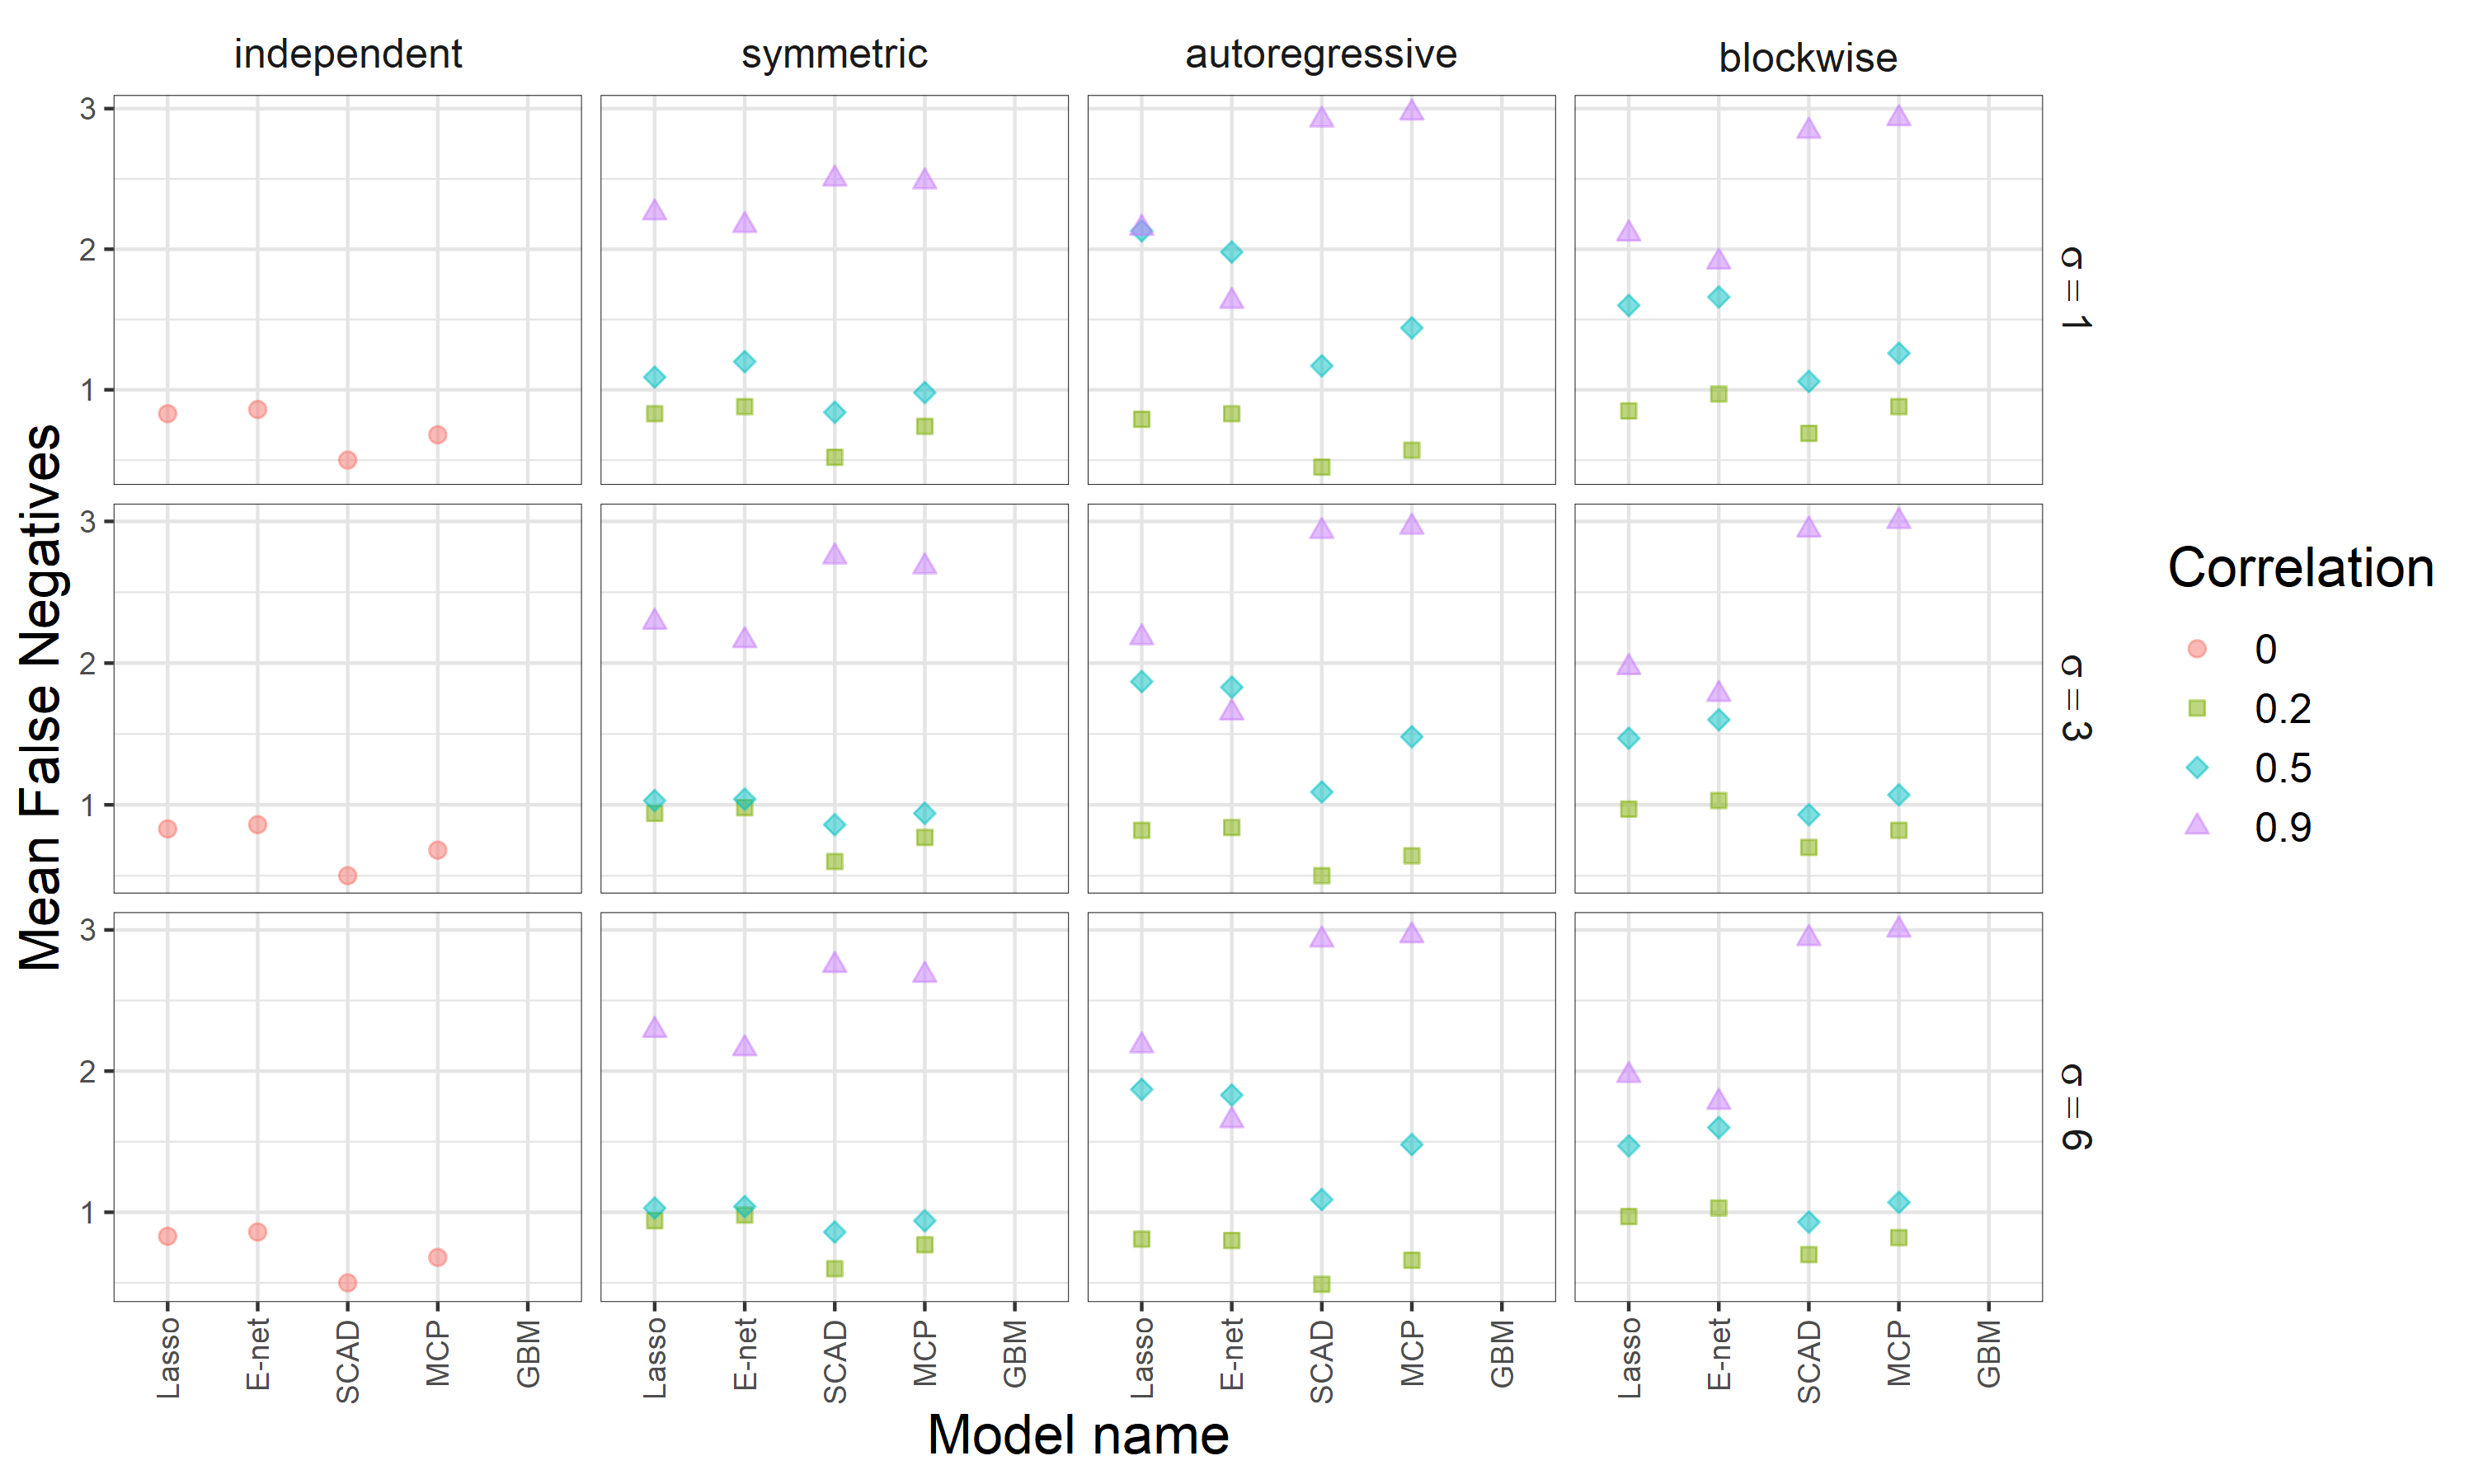 independent
symmetric
autoregressive
blockwise
Mean False Negatives
3
2
1
σ = 1
3
2
1
σ = 3
3
2
1
σ = 6
Lasso
E-net
SCAD
MCP
GBM
Lasso
E-net
SCAD
MCP
GBM
Lasso
E-net
SCAD
MCP
GBM
Lasso
E-net
SCAD
MCP
GBM
Model name
Correlation
0
0.2
0.5
0.9